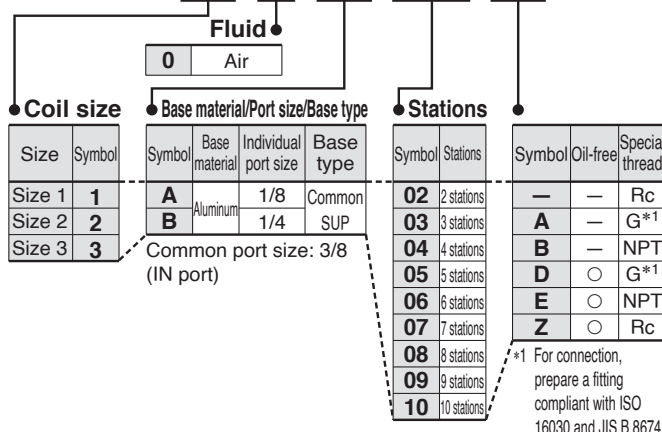 Fluid
0 Air
Coil size
Size Symbol
Size 1 1
Size 2 2
Size 3 3
Base material/Port size/Base type
Symbol Base material Individual port size Base type
A Aluminum 1/8 Common SUP
B 1/4
Common port size: 3/8
(IN port)
Stations
Symbol Stations
02 2 stations
03 3 stations
04 4 stations
05 5 stations
06 6 stations
07 7 stations
08 8 stations
09 9 stations
10 10 stations
Symbol Oil-free Special thread
— — Rc
A — G*1
B — NPT
D ○ G*1
E ○ NPT
Z ○ Rc
*1 For connection,
prepare a fitting
compliant with ISO
16030 and JIS B 8674